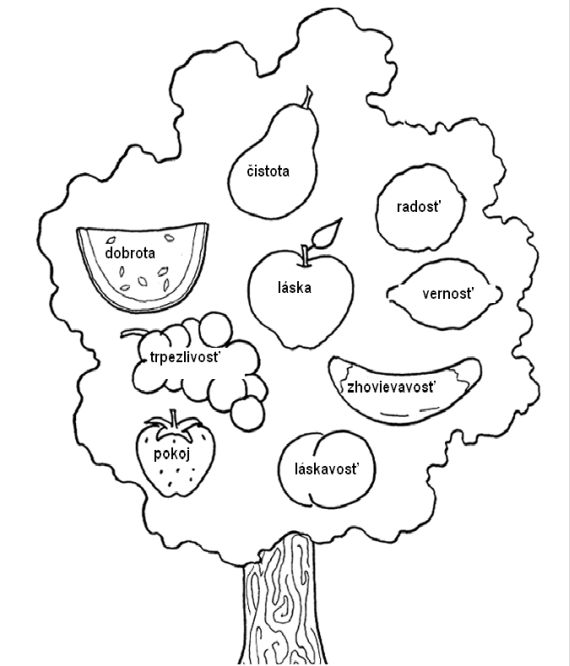 čistota
radosť
dobrota
láska
vernosť
trpezlivosť
zhovievavosť
pokoj
láskavosť